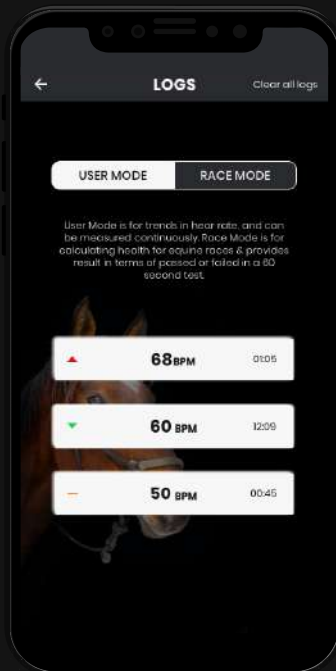 LOGS
Clear all logs
USER MODE
RACE MODE
User Mode is for trends in hear rate, and can
be measured continuously. Race Mode is for
calculating health for equine races & provides
result in terms of passed or failed in a 60
second test.
68 BPM
01:05
60 BPM
12:09
50 BPM
00:45